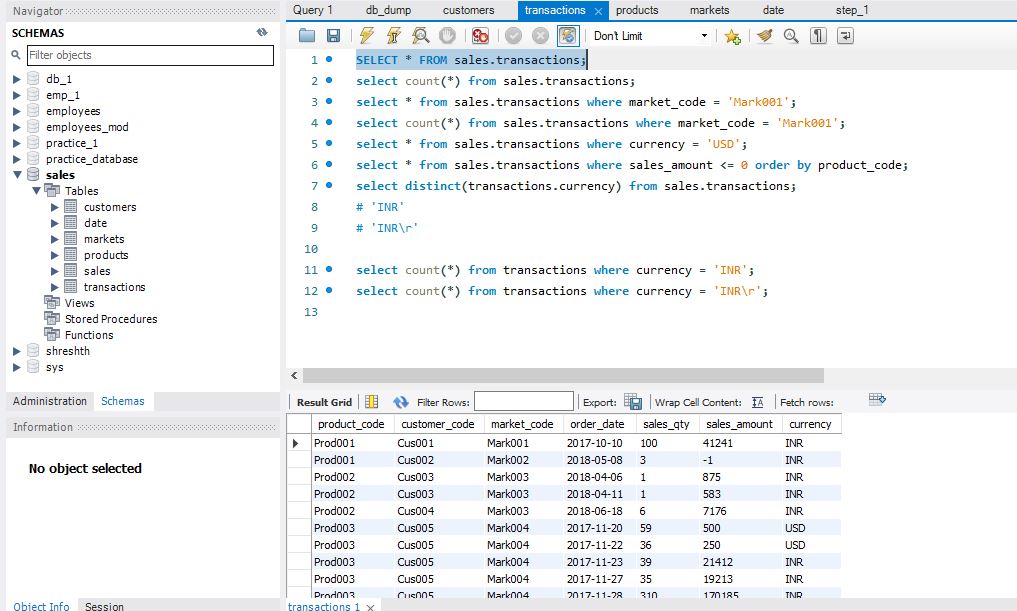 Navigator
SCHEMAS
Filter objects
db_1
emp_1
employees
employees_mod
practice_1
practice_database
sales
Tables
customers
date
markets
products
sales
transactions
Views
Stored Procedures
Functions
shreshth
sys
Administration Schemas
Information
No object selected
Object Info Session
Query 1 db_dump customers transactions products markets date step_1
Don't Limit
1 SELECT * FROM sales.transactions;
2 select count(*) from sales.transactions;
3 select * from sales.transactions where market_code = 'Mark001';
4 select count(*) from sales.transactions where market_code = 'Mark001';
5 select * from sales.transactions where currency = 'USD';
6 select * from sales.transactions where sales_amount <= 0 order by product_code;
7 select distinct(transactions.currency) from sales.transactions;
8 # 'INR'
9 # 'INR\r'
10
11 select count(*) from transactions where currency = 'INR';
12 select count(*) from transactions where currency = 'INR\r';
13
Result Grid Filter Rows: Export: Wrap Cell Content: IA Fetch rows:
product_code customer_code market_code order_date sales_qty sales_amount currency
Prod001 Cus001 Mark001 2017-10-10 100 41241 INR
Prod001 Cus002 Mark002 2018-05-08 3 -1 INR
Prod002 Cus003 Mark003 2018-04-06 1 875 INR
Prod002 Cus003 Mark003 2018-04-11 1 583 INR
Prod002 Cus004 Mark003 2018-06-18 6 7176 INR
Prod003 Cus005 Mark004 2017-11-20 59 500 USD
Prod003 Cus005 Mark004 2017-11-22 36 250 USD
Prod003 Cus005 Mark004 2017-11-23 39 21412 INR
Prod003 Cus005 Mark004 2017-11-27 35 19213 INR
Prod003 Cus005 Mark004 2017-11-28 310 170185 INR
transactions 1